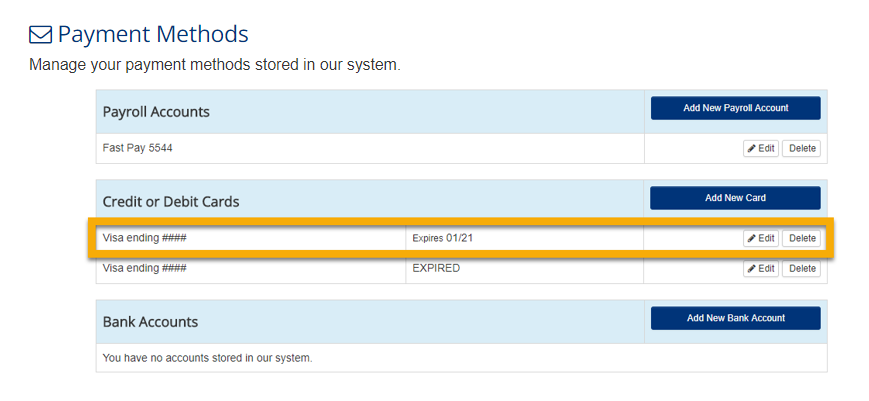 Payment Methods
Manage your payment methods stored in our system.
Payroll Accounts Add New Payroll Account
Fast Pay 5544 Edit Delete
Credit or Debit Cards Add New Card
Visa ending #### Expires 01/21 Edit Delete
Visa ending #### EXPIRED Edit Delete
Bank Accounts Add New Bank Account
You have no accounts stored in our system.